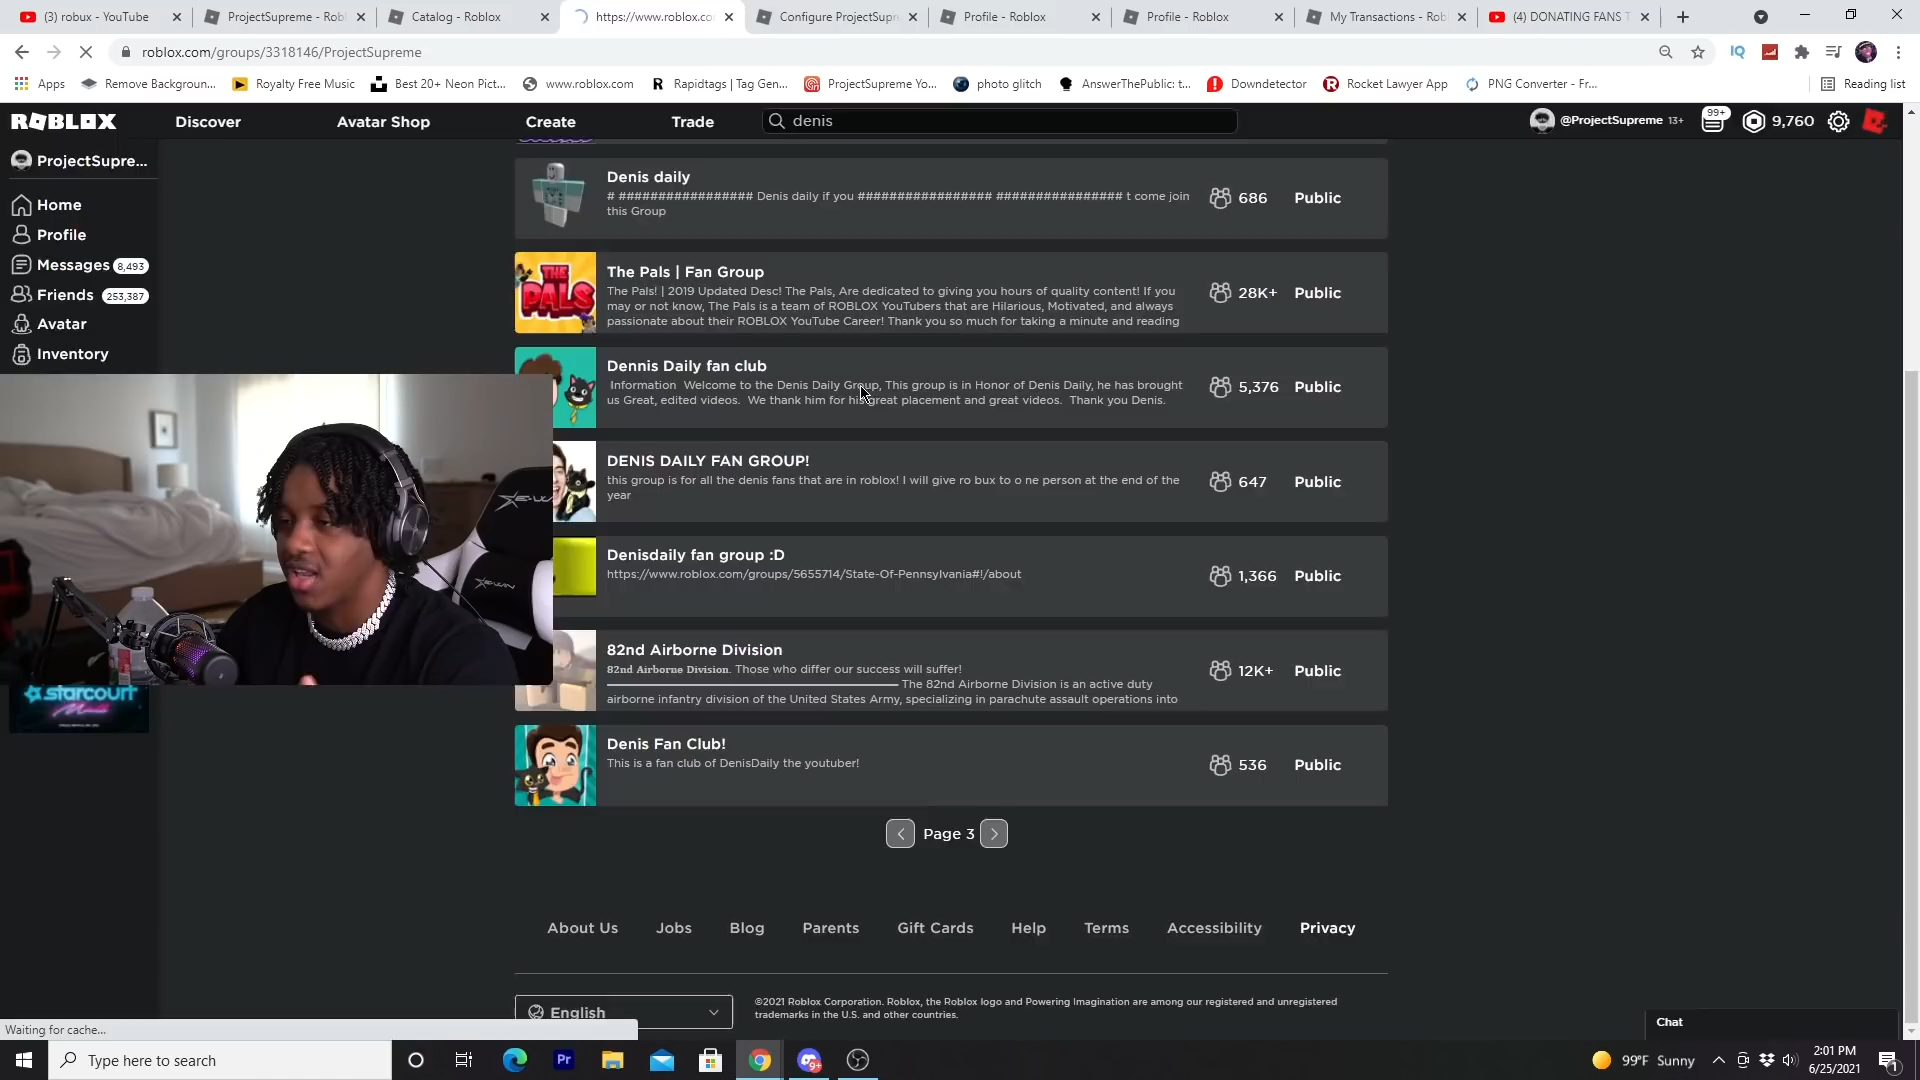 (3) robux - YouTube
ProjectSupreme - Rob
Catalog - Roblox
https://www.roblox.co
Configure ProjectSupr
Profile - Roblox
Profile - Roblox
My Transactions - Rob
(4) DONATING FANS T
roblox.com/groups/3318146/ProjectSupreme
Apps
Remove Backgroun...
Royalty Free Music
Best 20+ Neon Pict...
www.roblox.com
Rapidtags | Tag Gen...
ProjectSupreme Yo...
photo glitch
AnswerThePublic: t...
Downdetector
Rocket Lawyer App
PNG Converter - Fr...
Reading list
ROBLOX
Discover
Avatar Shop
Create
Trade
denis
@ProjectSupreme 13+
99+
9,760
ProjectSupre...
Home
Profile
Messages 8,493
Friends 253,387
Avatar
Inventory
Denis daily
# ################# Denis daily if you ################# ################ t come join
this Group
686
Public
THE PALS
The Pals | Fan Group
The Pals! | 2019 Updated Desc! The Pals, Are dedicated to giving you hours of quality content! If you
may or not know, The Pals is a team of ROBLOX YouTubers that are Hilarious, Motivated, and always
passionate about their ROBLOX YouTube Career! Thank you so much for taking a minute and reading
28K+
Public
Dennis Daily fan club
Information Welcome to the Denis Daily Group, This group is in Honor of Denis Daily, he has brought
us Great, edited videos. We thank him for his great placement and great videos. Thank you Denis.
5,376
Public
DENIS DAILY FAN GROUP!
this group is for all the denis fans that are in roblox! I will give ro bux to o ne person at the end of the
year
647
Public
Denisdaily fan group :D
https://www.roblox.com/groups/5655714/State-Of-Pennsylvania#!/about
1,366
Public
82nd Airborne Division
82nd Airborne Division. Those who differ our success will suffer!
The 82nd Airborne Division is an active duty
airborne infantry division of the United States Army, specializing in parachute assault operations into
12K+
Public
starcourt
Denis Fan Club!
This is a fan club of DenisDaily the youtuber!
536
Public
Page 3
About Us
Jobs
Blog
Parents
Gift Cards
Help
Terms
Accessibility
Privacy
English
©2021 Roblox Corporation. Roblox, the Roblox logo and Powering Imagination are among our registered and unregistered
trademarks in the U.S. and other countries.
Chat
Waiting for cache...
Type here to search
Pr
99°F Sunny
2:01 PM
6/25/2021